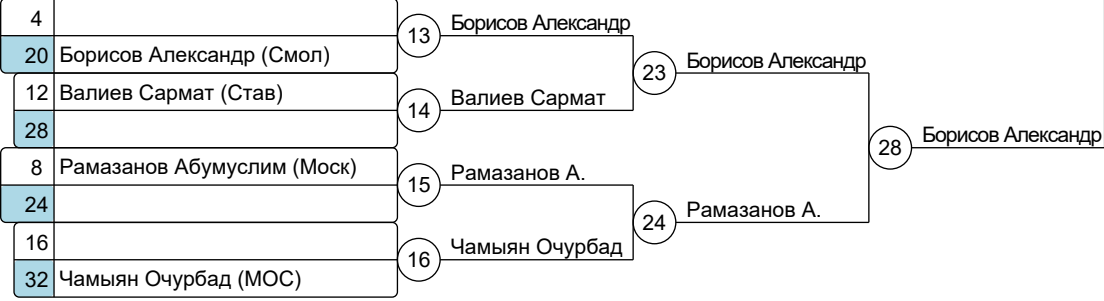 4
20 Борисов Александр (Смол)
12 Валиев Сармат (Став)
28
8 Рамазанов Абумуслим (Моск)
24
16
32 Чамыян Очурбад (МОС)
13 Борисов Александр
14 Валиев Сармат
15 Рамазанов А.
16 Чамыян Очурбад
23 Борисов Александр
24 Рамазанов А.
28 Борисов Александр